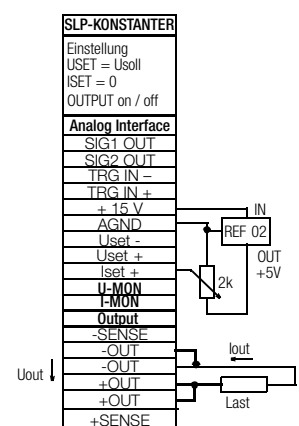 SLP-KONSTANTER
Einstellung
USET = Usoll
ISET = 0
OUTPUT on / off
Analog Interface
SIG1 OUT
SIG2 OUT
TRG IN –
TRG IN +
+ 15 V
IN
AGND
REF 02
Uset -
OUT
Uset +
+5V
Iset +
2k
U-MON
I-MON
Output
-SENSE
-OUT
Iout
-OUT
Uout
+OUT
+OUT
Last
+SENSE